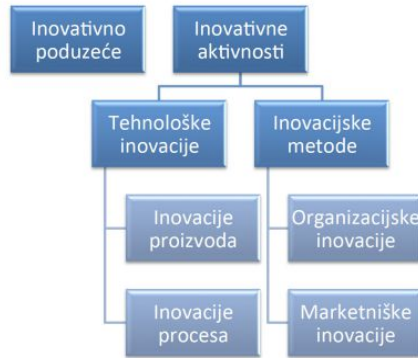 Inovativno
poduzeće
Inovativne
aktivnosti
Tehnološke
inovacije
Inovacijske
metode
Inovacije
proizvoda
Organizacijske
inovacije
Inovacije
procesa
Marketniške
inovacije